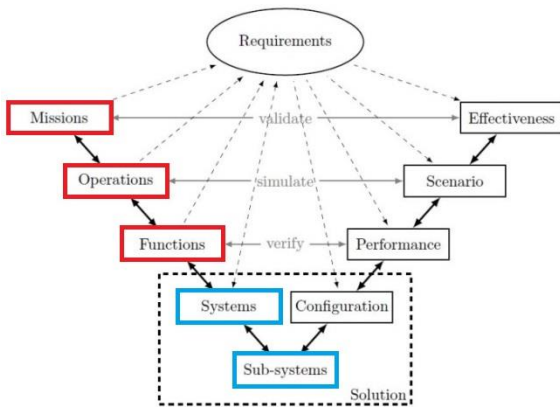 Requirements
Missions
validate
Effectiveness
Operations
simulate
Scenario
Functions
verify
Performance
Systems
Configuration
Sub-systems
Solution